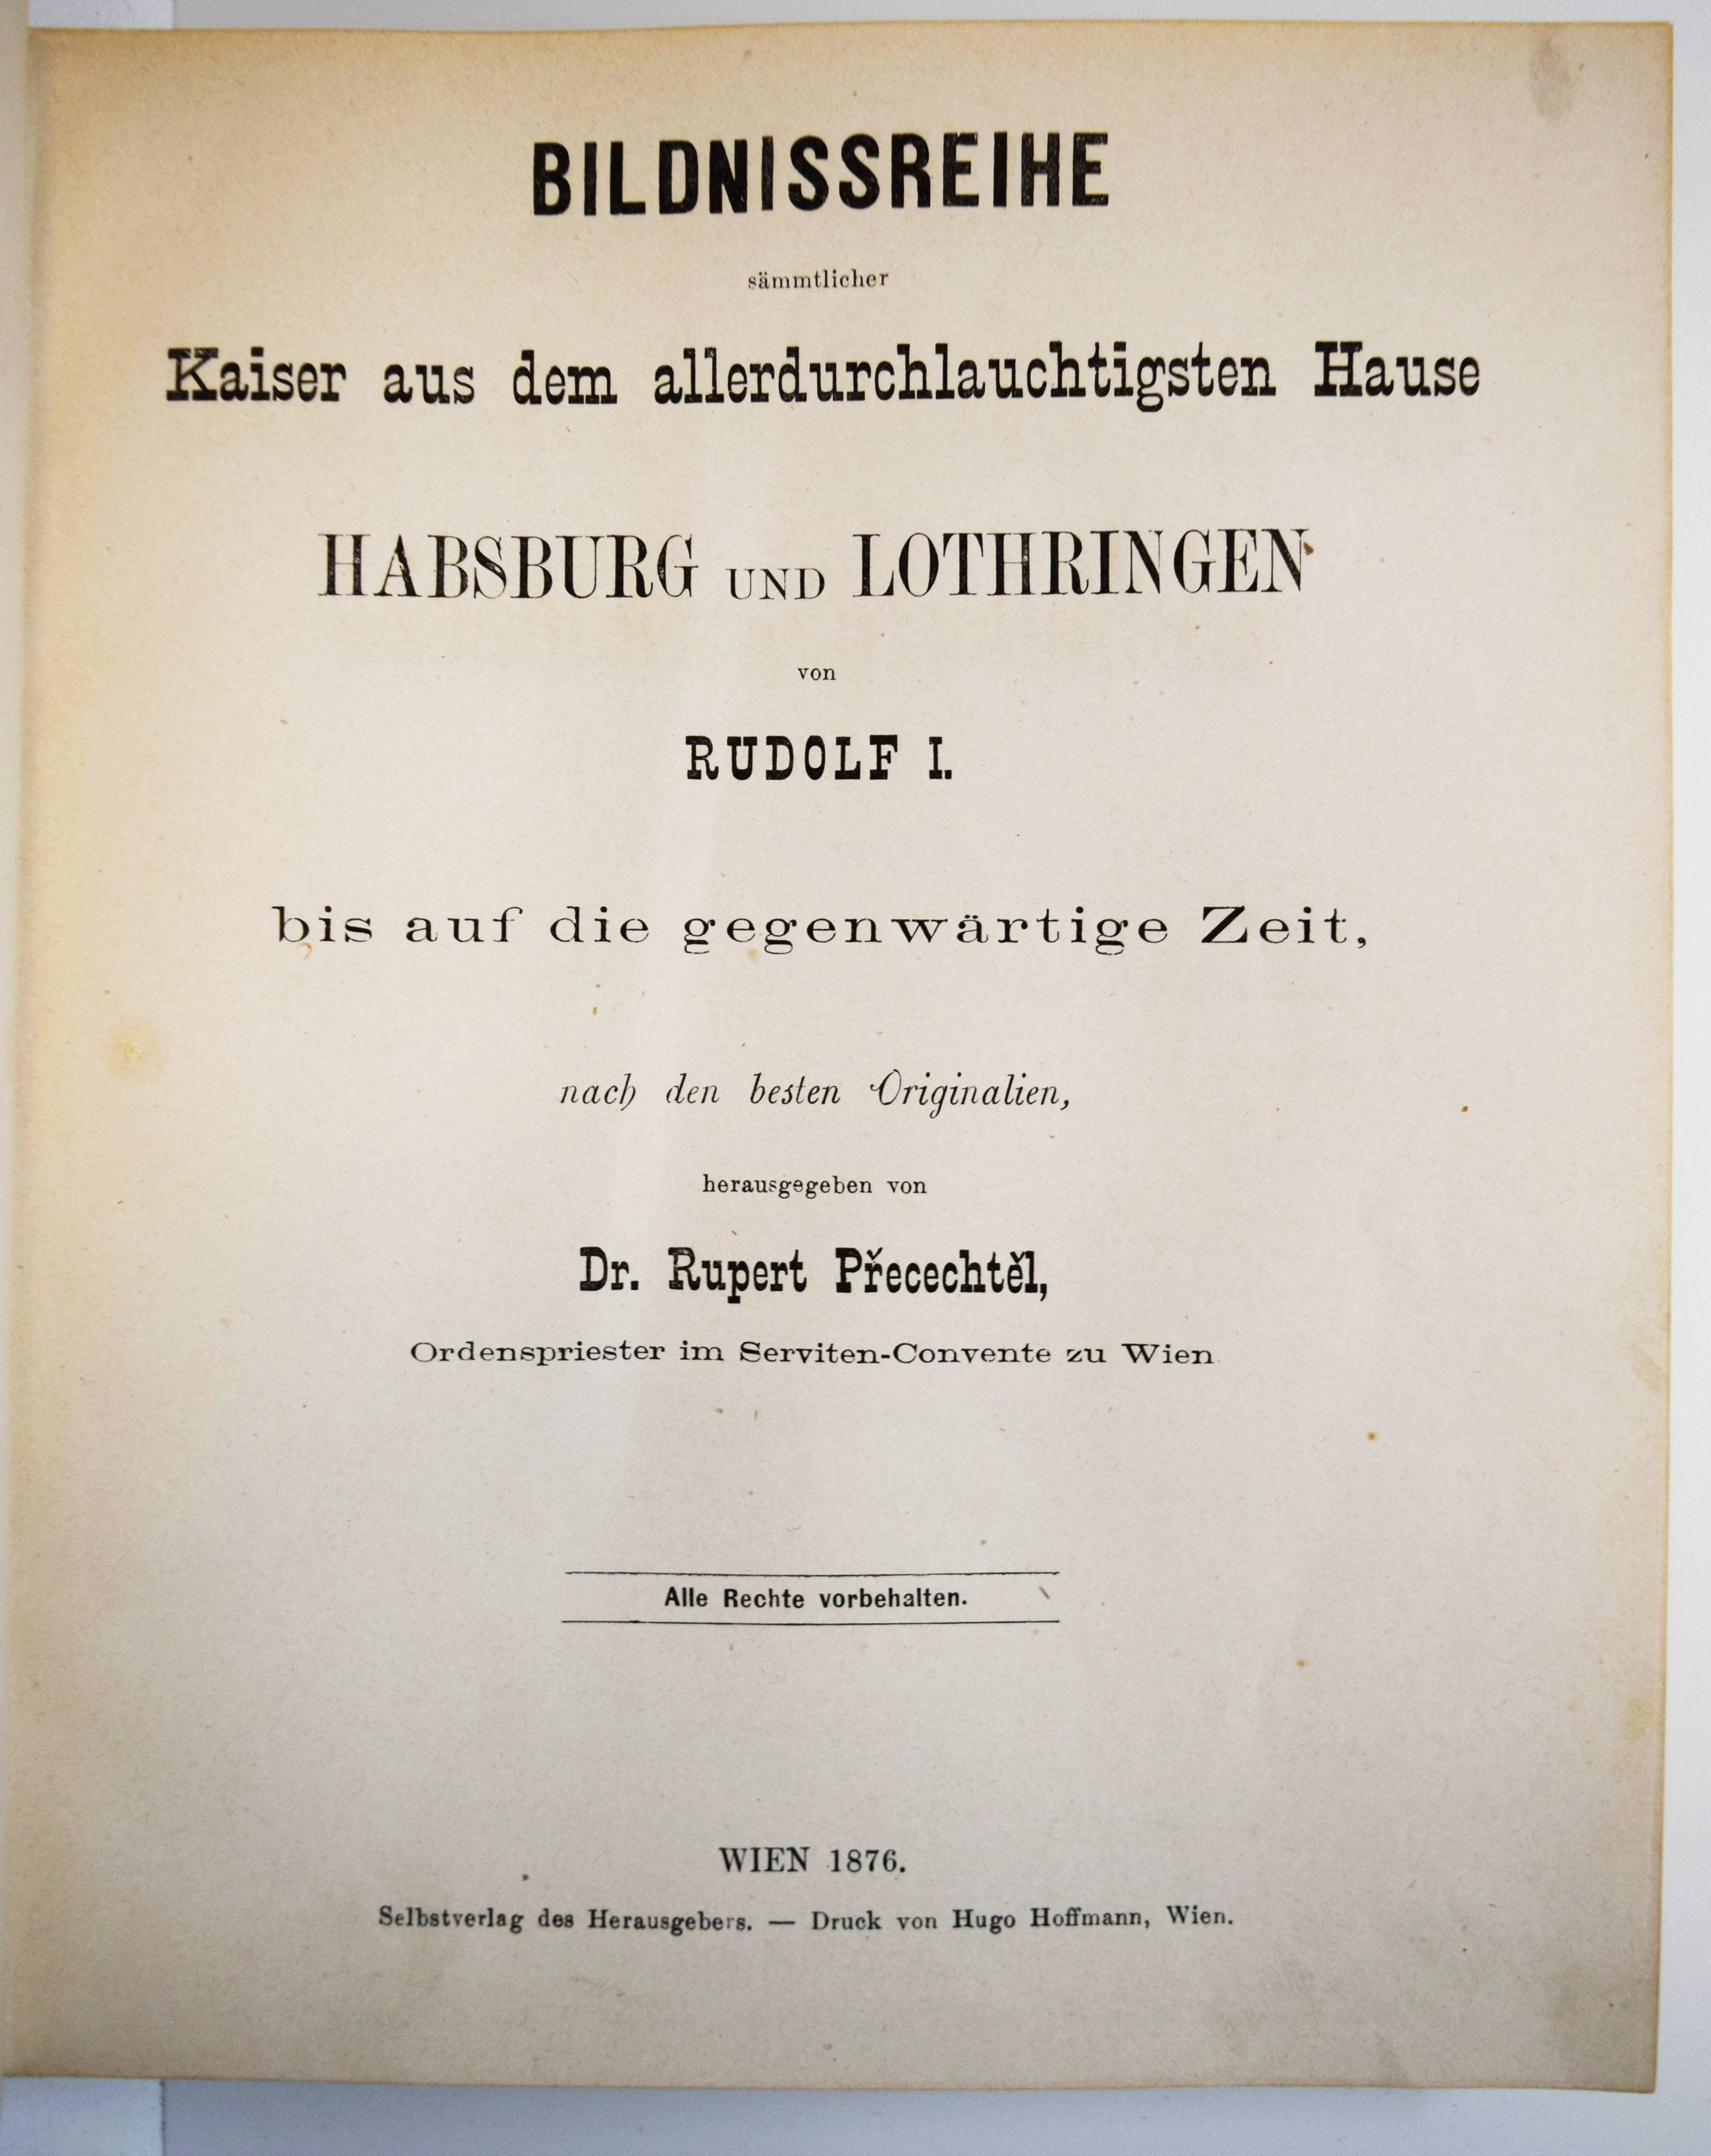 BILDNISSREIHE
sämmtlicher
Kaiser aus dem allerdurchlauchtigsten Hause
HABSBURG UND LOTHRINGEN
von
RUDOLF I.
bis auf die gegenwärtige Zeit,
nach den besten Originalien,
herausgegeben von
Dr. Rupert Přecechtěl,
Ordenspriester im Serviten-Convente zu Wien
Alle Rechte vorbehalten.
WIEN 1876.
Selbstverlag des Herausgebers. — Druck von Hugo Hoffmann, Wien.